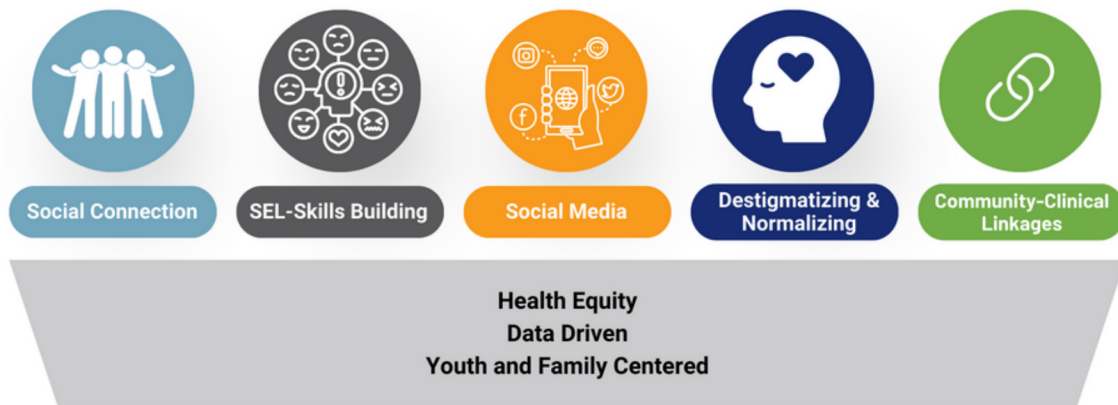 Social Connection
SEL-Skills Building
Social Media
Destigmatizing &
Normalizing
Community-Clinical
Linkages
Health Equity
Data Driven
Youth and Family Centered